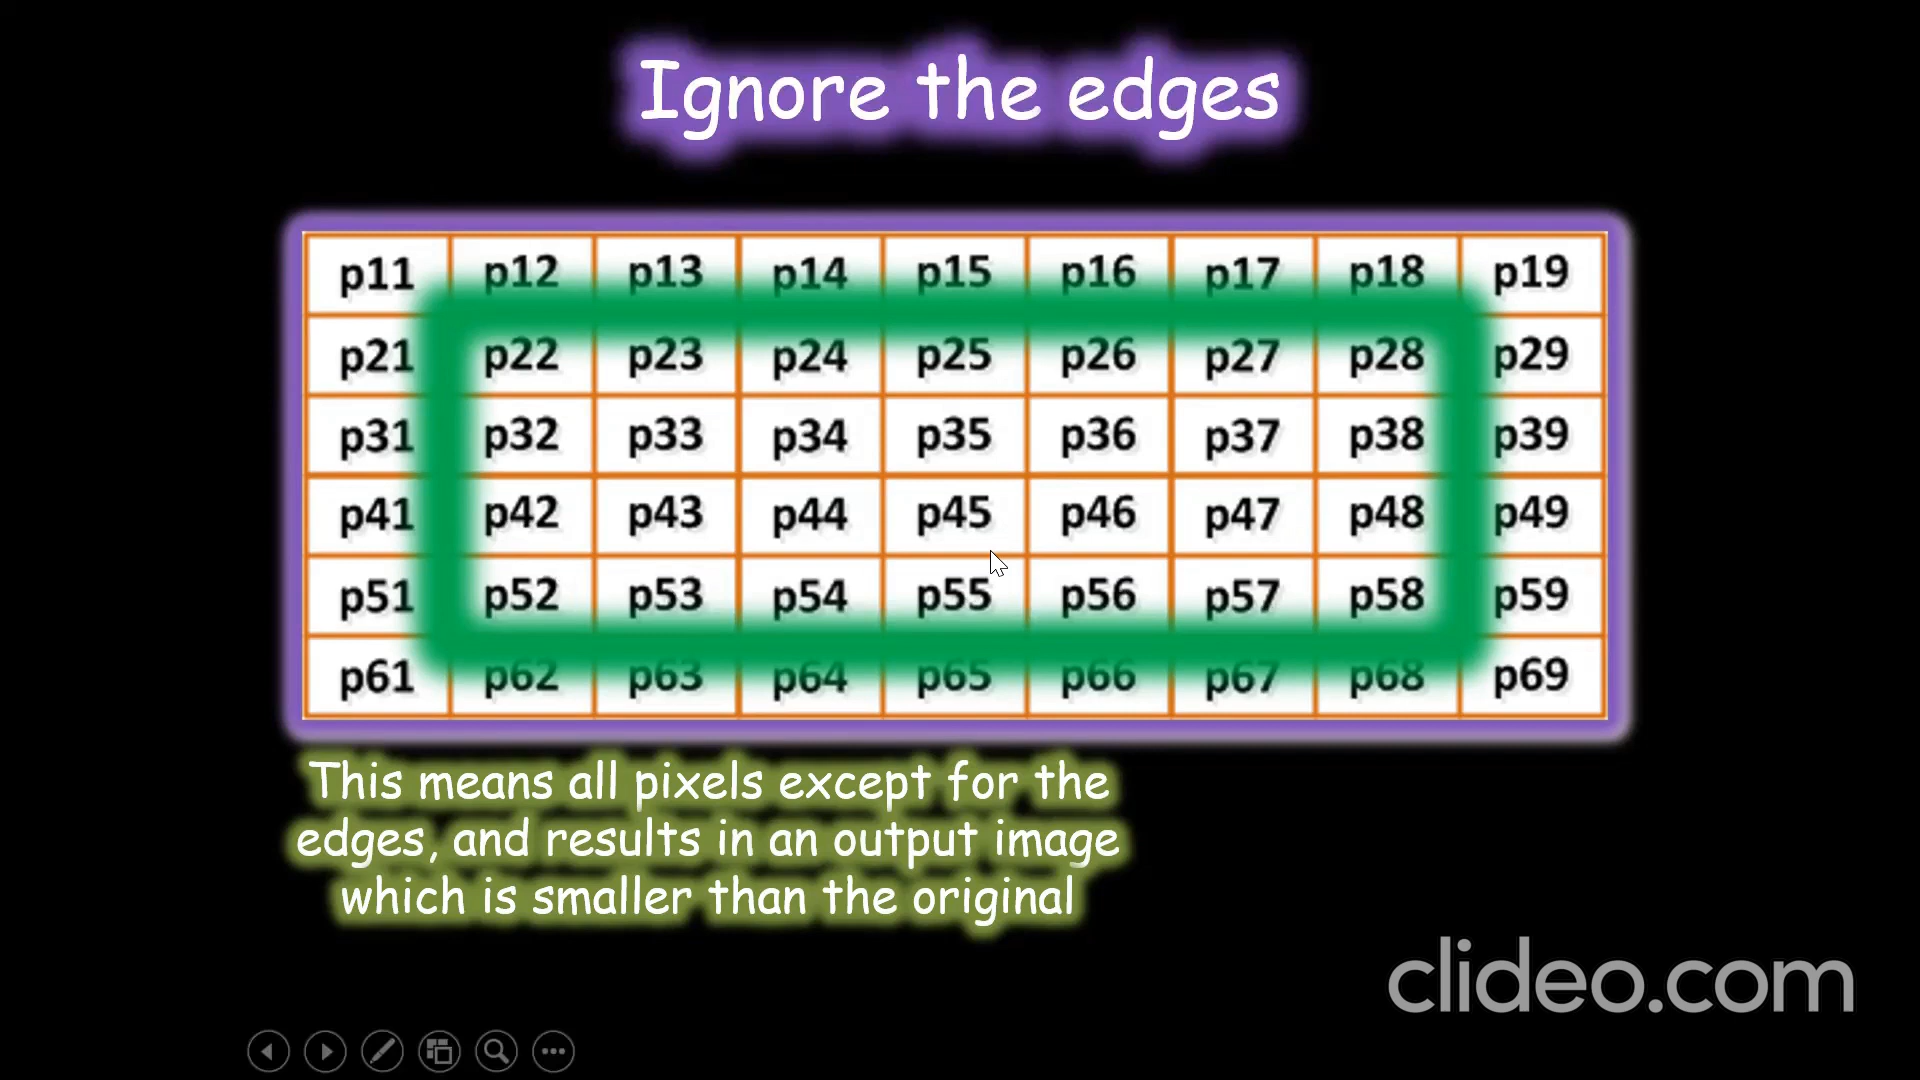 Ignore the edges
p11 p12 p13 p14 p15 p16 p17 p18 p19
p21 p22 p23 p24 p25 p26 p27 p28 p29
p31 p32 p33 p34 p35 p36 p37 p38 p39
p41 p42 p43 p44 p45 p46 p47 p48 p49
p51 p52 p53 p54 p55 p56 p57 p58 p59
p61 p62 p63 p64 p65 p66 p67 p68 p69
This means all pixels except for the
edges, and results in an output image
which is smaller than the original
clideo.com